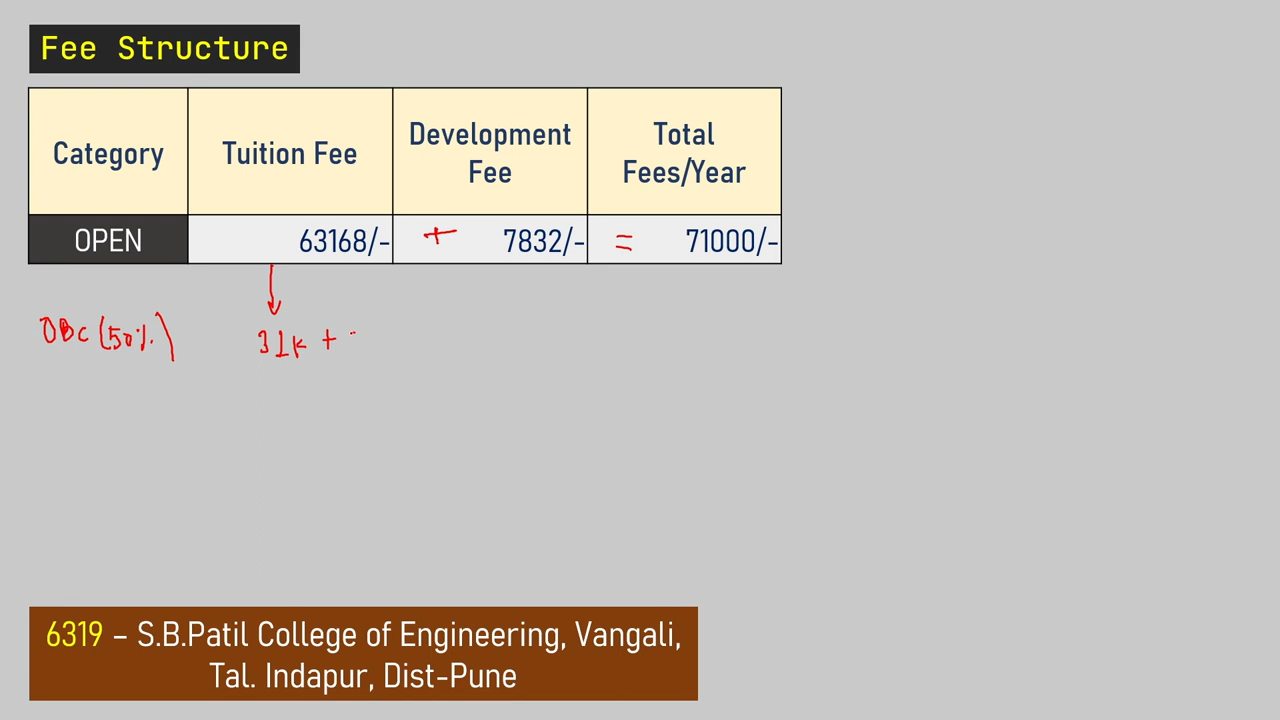 Fee Structure
Category Tuition Fee Development Fee Total Fees/Year
OPEN 63168/- + 7832/- = 71000/-
OBC (50%) 31k +
6319 – S.B.Patil College of Engineering, Vangali,
Tal. Indapur, Dist-Pune